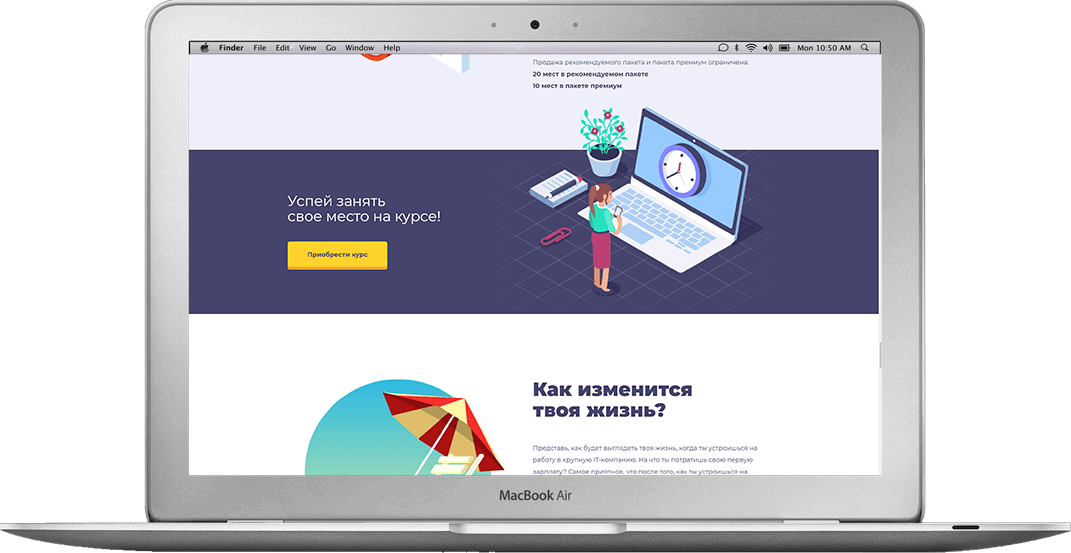 Finder File Edit View Go Window Help Mon 10:50 AM
Продажа рекомендуемого пакета и пакета премиум ограничена:
20 мест в рекомендуемом пакете
10 мест в пакете премиум
Успей занять
свое место на курсе!
Приобрести курс
Как изменится
твоя жизнь?
Представь, как будет выглядеть твоя жизнь, когда ты устроишься на
работу в крупную IT-компанию. На что ты потратишь свою первую
зарплату? Самое приятное, что после того, как ты устроишься на
MacBook Air